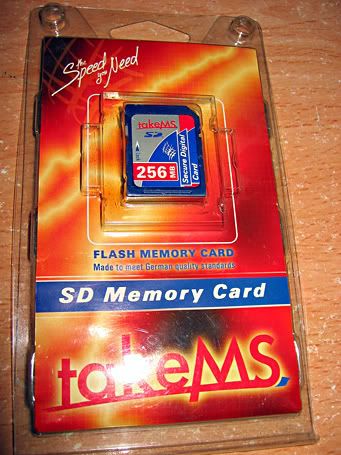 The
Speed
you Need
takeMS
SD
256 MB
Secure Digital
Card
FLASH MEMORY CARD
Made to meet German quality standards
SD Memory Card
takeMS